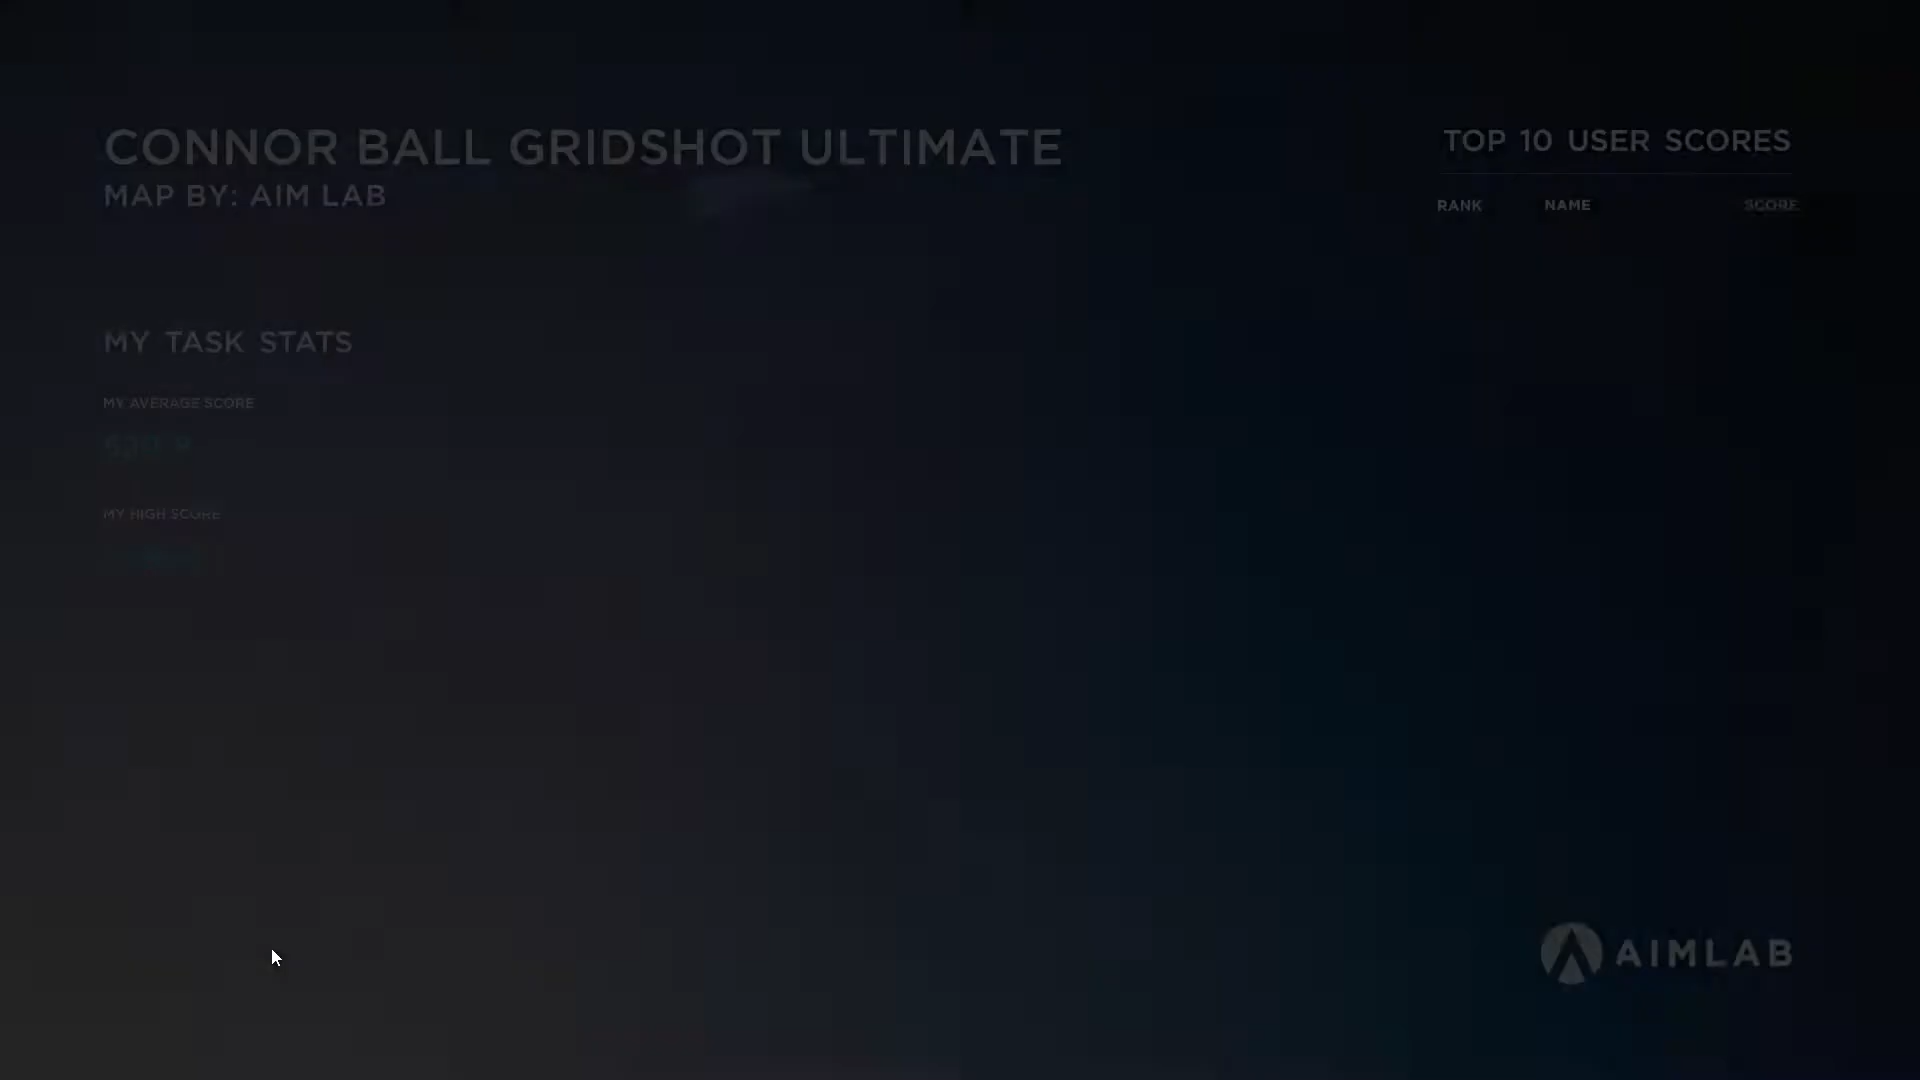 CONNOR BALL GRIDSHOT ULTIMATE
MAP BY: AIM LAB
MY TASK STATS
MY AVERAGE SCORE
MY HIGH SCORE
TOP 10 USER SCORES
RANK NAME SCORE
AIMLAB